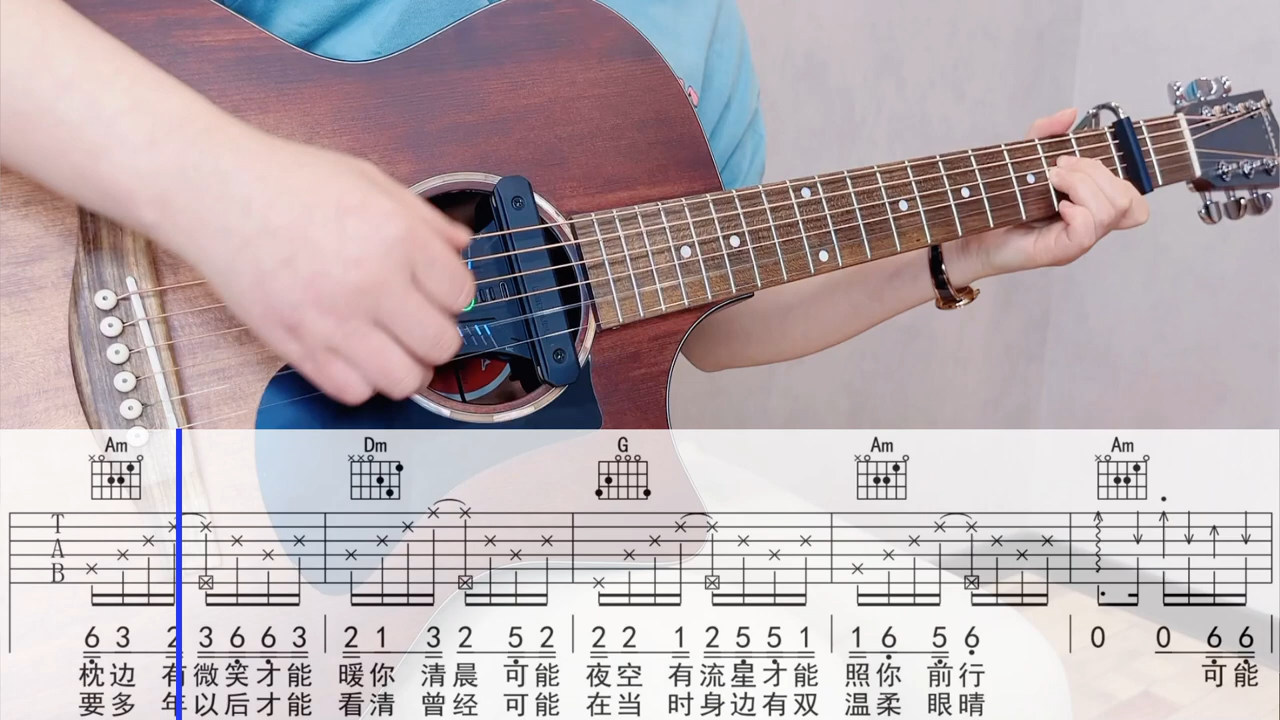 Am Dm G Am Am
T
A
B
6 3 2 3 6 6 3 2 1 3 2 5 2 2 2 1 2 5 5 1 1 6 5 6 0 0 6 6
枕边 有微笑才能 暖你 清晨 可能 夜空 有流星才能 照你 前行 可能
要多 年以后才能 看清 曾经 可能 在当 时身边有双 温柔 眼睛